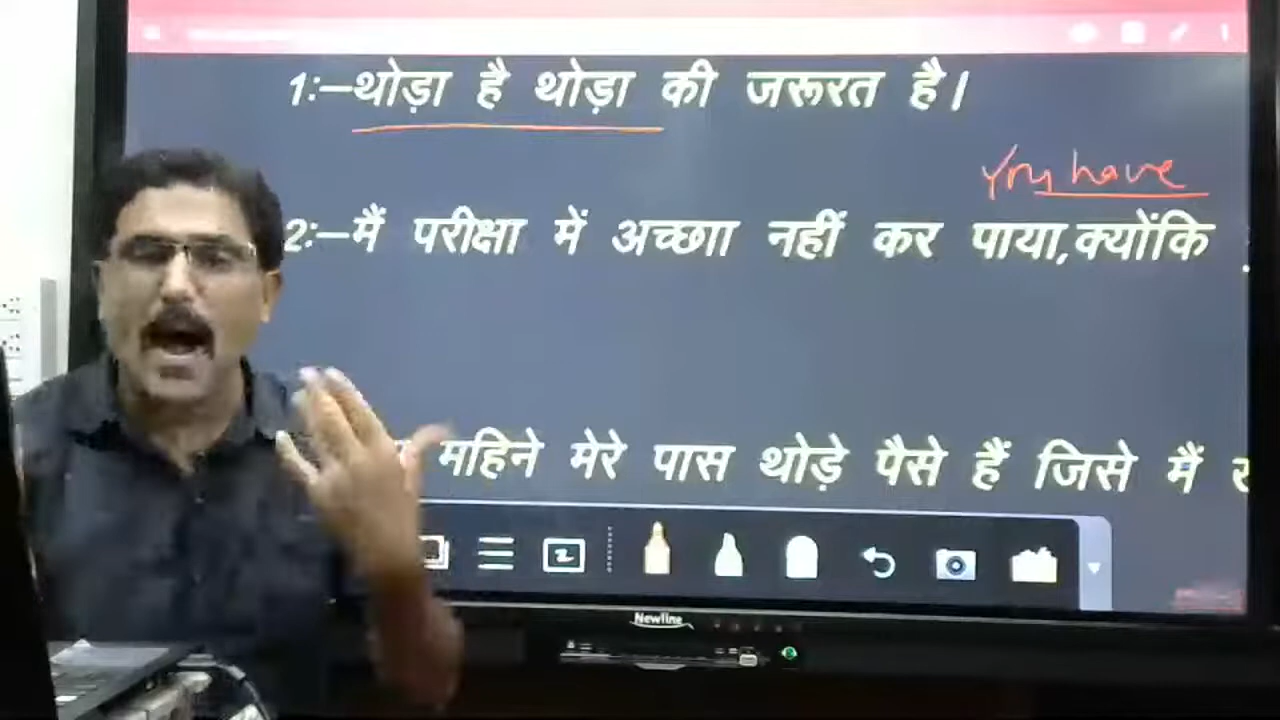 1:–थोड़ा है थोड़ा की जरूरत है।
You have
2:–मैं परीक्षा में अच्छाा नहीं कर पाया,क्योंकि
महिने मेरे पास थोड़े पैसे हैं जिसे मैं
Newline